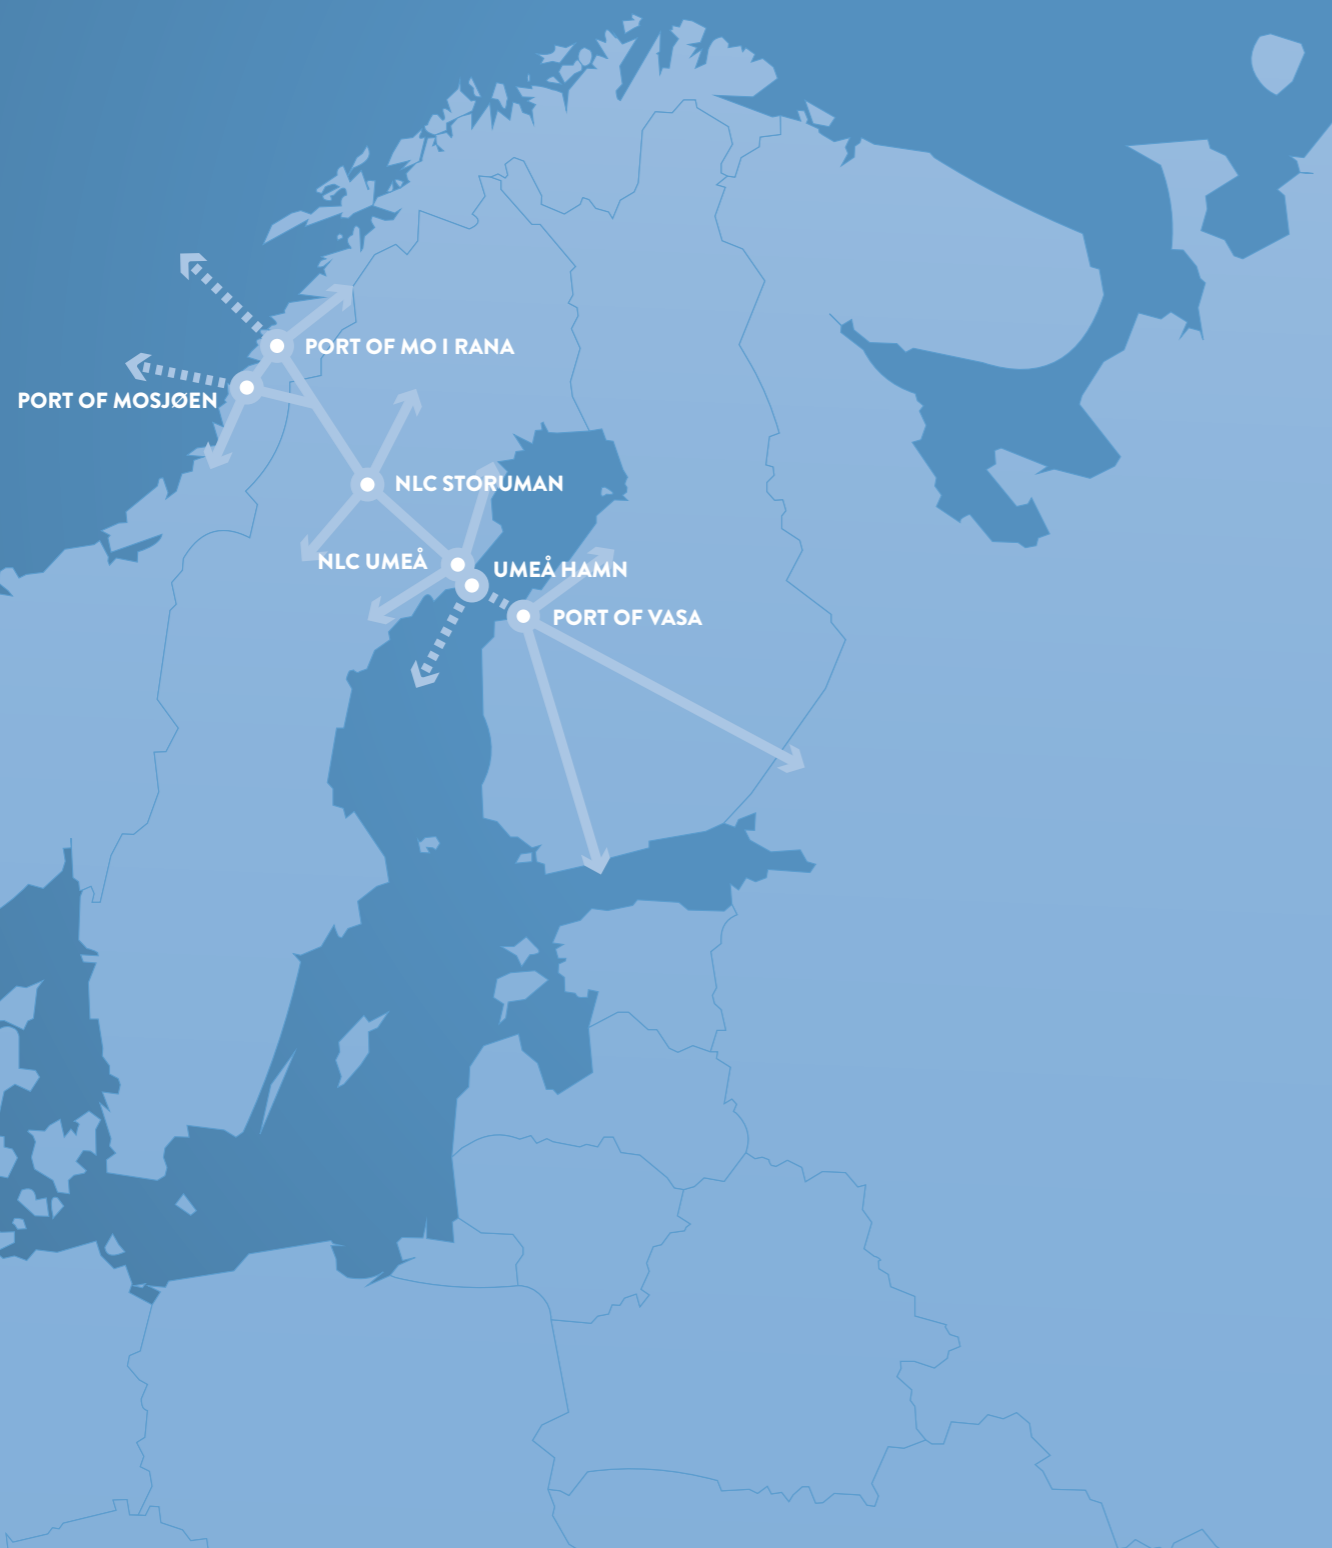 PORT OF MO I RANA
PORT OF MOSJØEN
NLC STORUMAN
NLC UMEÅ
UMEÅ HAMN
PORT OF VASA